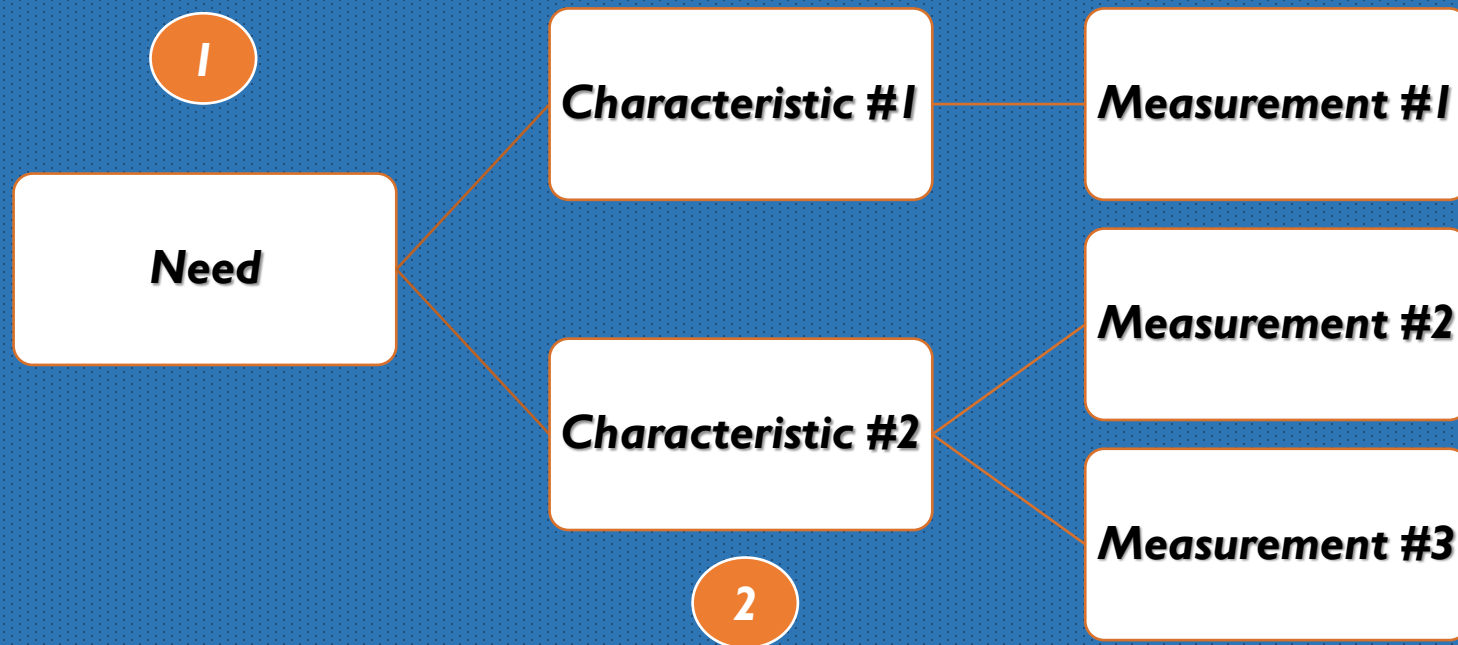 1
Characteristic #1
Measurement #1
Need
Measurement #2
Characteristic #2
Measurement #3
2